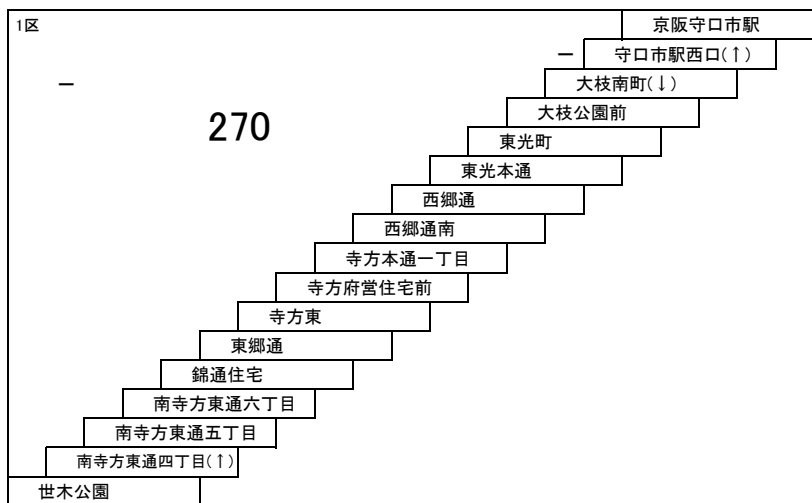 1区
京阪守口市駅
ー
守口市駅西口(↑)
ー
大枝南町(↓)
大枝公園前
270
東光町
東光本通
西郷通
西郷通南
寺方本通一丁目
寺方府営住宅前
寺方東
東郷通
錦通住宅
南寺方東通六丁目
南寺方東通五丁目
南寺方東通四丁目(↑)
世木公園